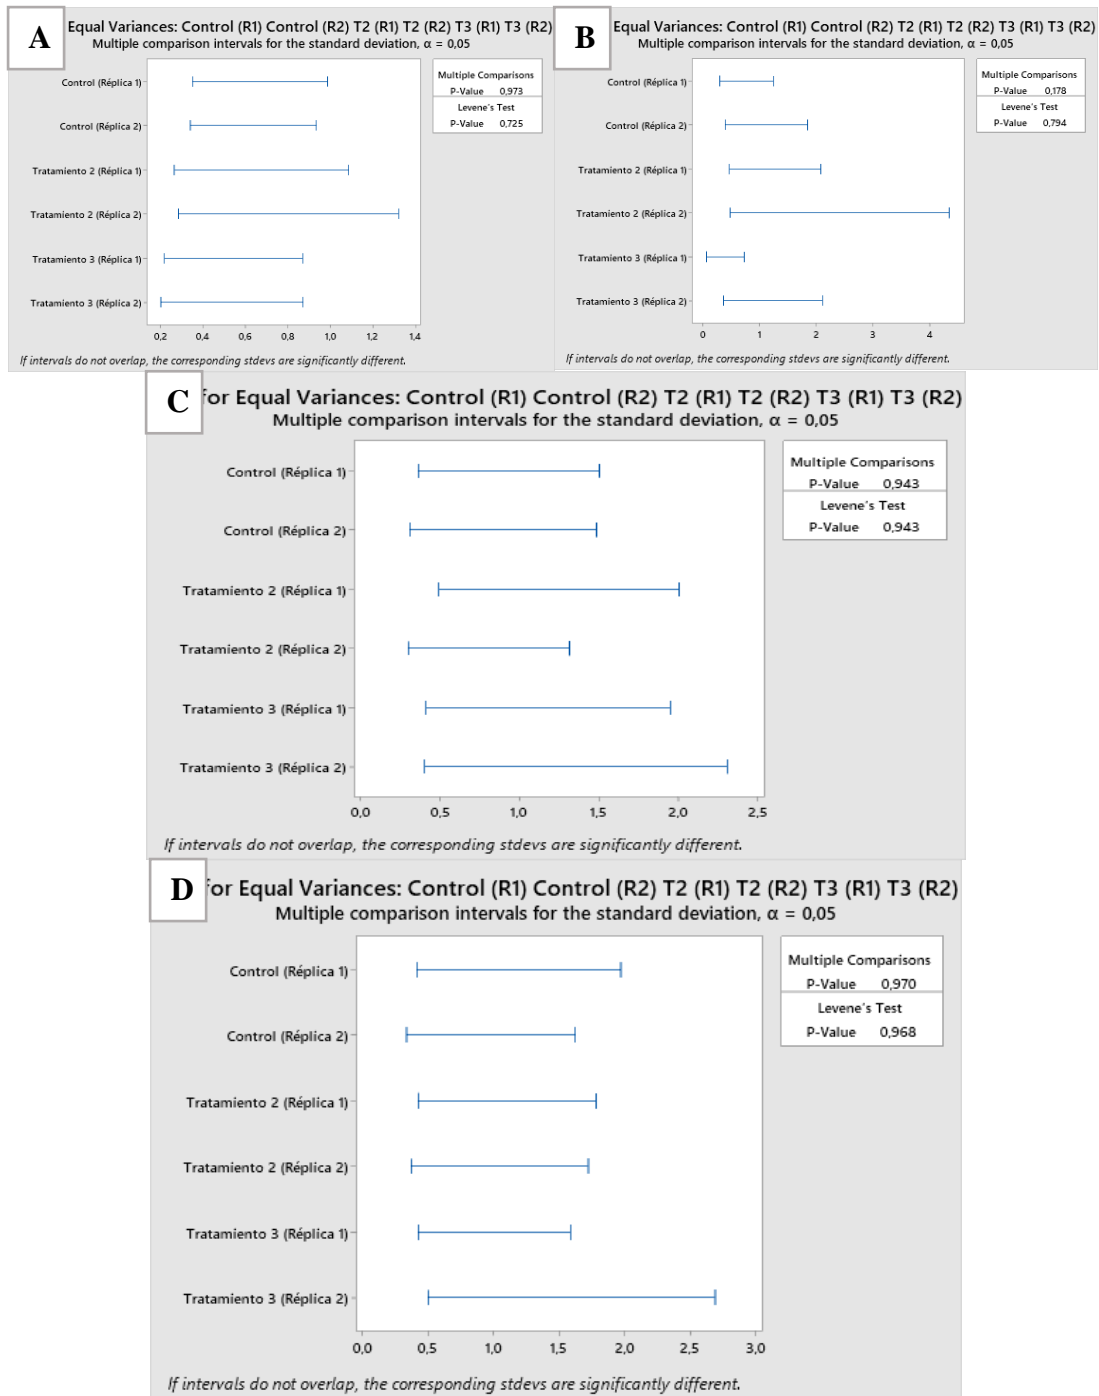 A
Equal Variances: Control (R1) Control (R2) T2 (R1) T2 (R2) T3 (R1) T3 (R2)
Multiple comparison intervals for the standard deviation, α = 0,05
Control (Réplica 1)
Control (Réplica 2)
Tratamiento 2 (Réplica 1)
Tratamiento 2 (Réplica 2)
Tratamiento 3 (Réplica 1)
Tratamiento 3 (Réplica 2)
0,2 0,4 0,6 0,8 1,0 1,2 1,4
Multiple Comparisons
P-Value 0,973
Levene's Test
P-Value 0,725
If intervals do not overlap, the corresponding stdevs are significantly different.
B
Equal Variances: Control (R1) Control (R2) T2 (R1) T2 (R2) T3 (R1) T3 (R2)
Multiple comparison intervals for the standard deviation, α = 0,05
Control (Réplica 1)
Control (Réplica 2)
Tratamiento 2 (Réplica 1)
Tratamiento 2 (Réplica 2)
Tratamiento 3 (Réplica 1)
Tratamiento 3 (Réplica 2)
0 1 2 3 4
Multiple Comparisons
P-Value 0,178
Levene's Test
P-Value 0,794
If intervals do not overlap, the corresponding stdevs are significantly different.
C
for Equal Variances: Control (R1) Control (R2) T2 (R1) T2 (R2) T3 (R1) T3 (R2)
Multiple comparison intervals for the standard deviation, α = 0,05
Control (Réplica 1)
Control (Réplica 2)
Tratamiento 2 (Réplica 1)
Tratamiento 2 (Réplica 2)
Tratamiento 3 (Réplica 1)
Tratamiento 3 (Réplica 2)
0,0 0,5 1,0 1,5 2,0 2,5
Multiple Comparisons
P-Value 0,943
Levene's Test
P-Value 0,943
If intervals do not overlap, the corresponding stdevs are significantly different.
D
for Equal Variances: Control (R1) Control (R2) T2 (R1) T2 (R2) T3 (R1) T3 (R2)
Multiple comparison intervals for the standard deviation, α = 0,05
Control (Réplica 1)
Control (Réplica 2)
Tratamiento 2 (Réplica 1)
Tratamiento 2 (Réplica 2)
Tratamiento 3 (Réplica 1)
Tratamiento 3 (Réplica 2)
0,0 0,5 1,0 1,5 2,0 2,5 3,0
Multiple Comparisons
P-Value 0,970
Levene's Test
P-Value 0,968
If intervals do not overlap, the corresponding stdevs are significantly different.